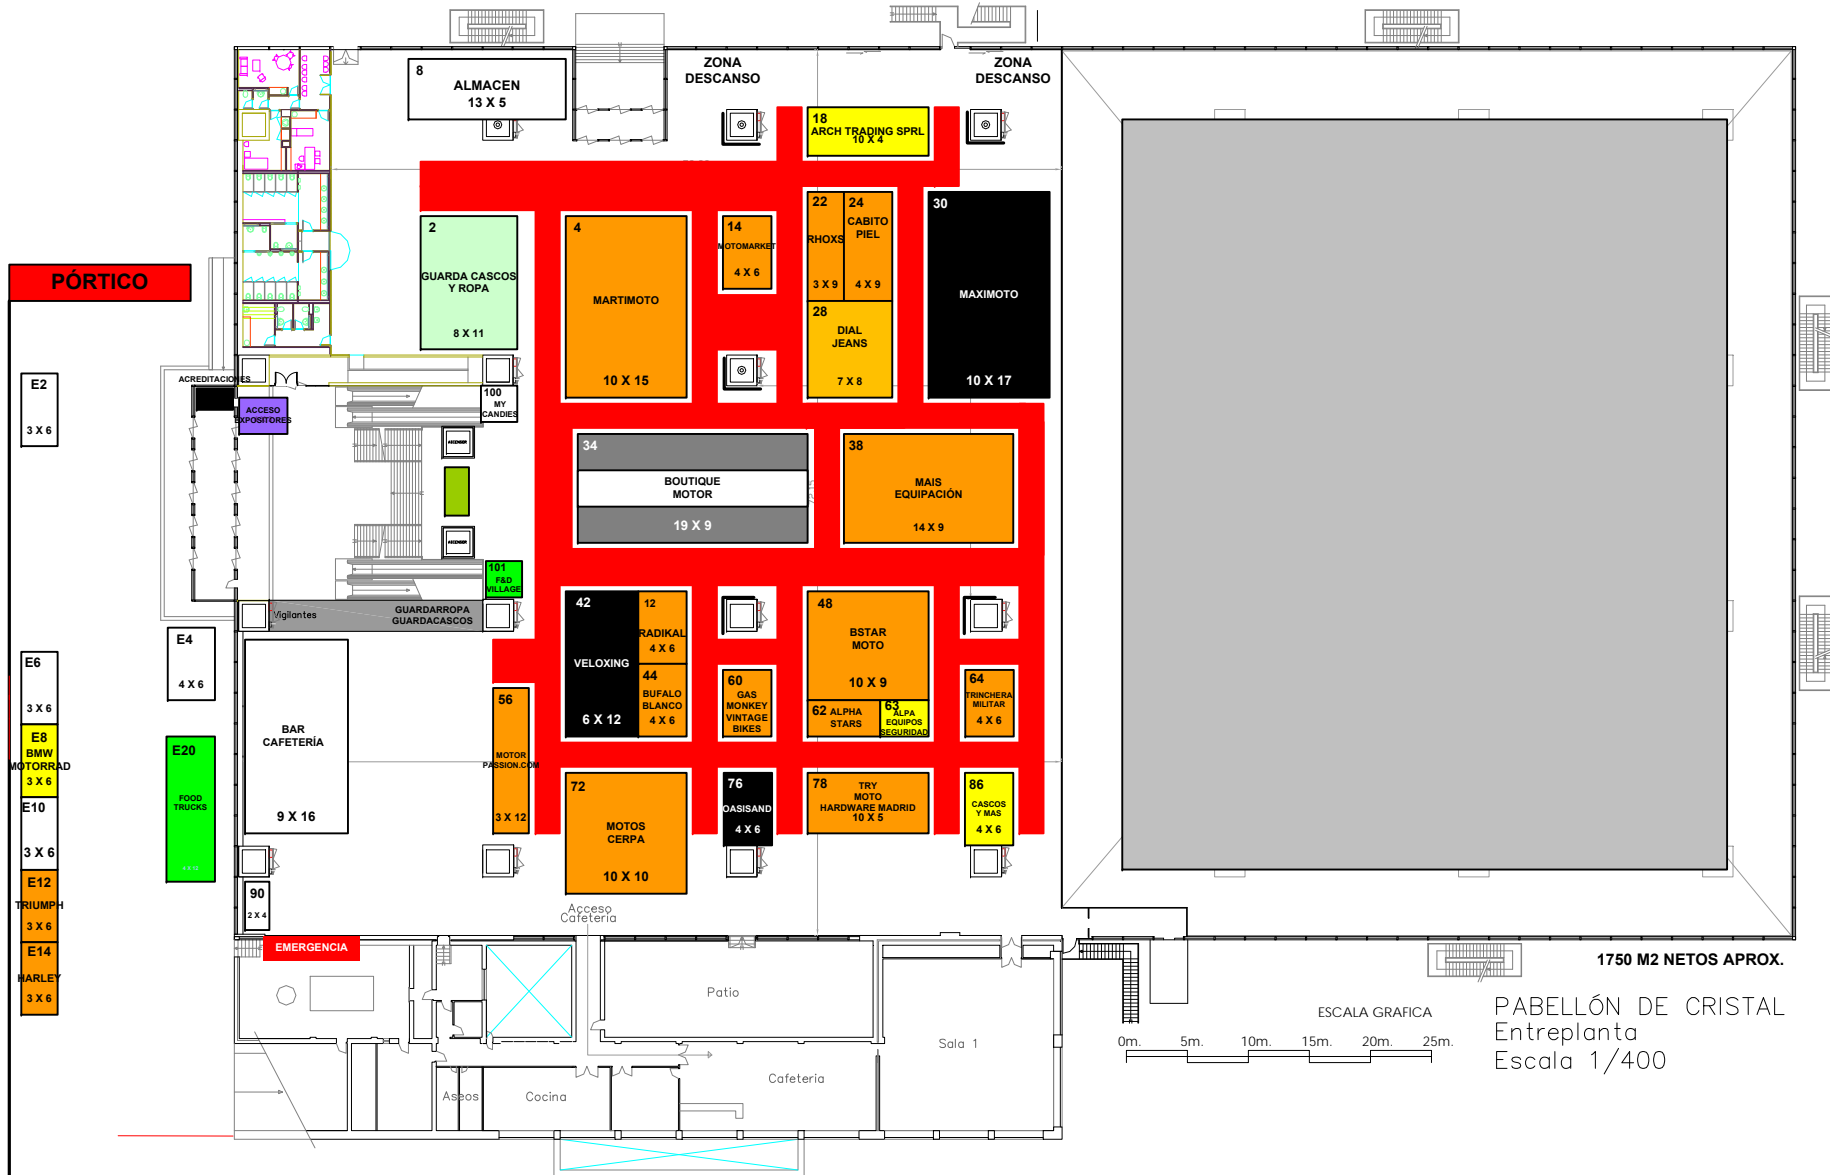 8
ALMACEN
13 X 5
ZONA
DESCANSO
ZONA
DESCANSO
18
ARCH TRADING SPRL
10 X 4
PÓRTICO
2
GUARDA CASCOS
Y ROPA
8 X 11
4
MARTIMOTO
10 X 15
14
MOTOMARKET
4 X 6
22
RHOXS
3 X 9
24
CABITO
PIEL
4 X 9
28
DIAL
JEANS
7 X 8
30
MAXIMOTO
10 X 17
E2
3 X 6
ACREDITACIONES
ACCESO
EXPOSITORES
100
MY
CANDIES
ASCENSOR
ASCENSOR
34
BOUTIQUE
MOTOR
19 X 9
38
MAIS
EQUIPACIÓN
14 X 9
101
F&D
VILLAGE
Vigilantes
GUARDARROPA
GUARDACASCOS
E4
4 X 6
E6
3 X 6
E8
BMW
MOTORRAD
3 X 6
E10
3 X 6
E12
TRIUMPH
3 X 6
E14
HARLEY
3 X 6
E20
FOOD
TRUCKS
4 X 12
BAR
CAFETERÍA
9 X 16
42
VELOXING
6 X 12
12
RADIKAL
4 X 6
44
BUFALO
BLANCO
4 X 6
48
BSTAR
MOTO
10 X 9
56
MOTOR
PASSION.COM
3 X 12
60
GAS
MONKEY
VINTAGE
BIKES
62 ALPHA
STARS
63
ALPA
EQUIPOS
SEGURIDAD
64
TRINCHERA
MILITAR
4 X 6
72
MOTOS
CERPA
10 X 10
76
OASISAND
4 X 6
78
TRY
MOTO
HARDWARE MADRID
10 X 5
86
CASCOS
Y MAS
4 X 6
90
2 X 4
EMERGENCIA
Acceso
Cafeteria
Patio
Sala 1
Cafeteria
Aseos
Cocina
1750 M2 NETOS APROX.
ESCALA GRAFICA
0m. 5m. 10m. 15m. 20m. 25m.
PABELLÓN DE CRISTAL
Entreplanta
Escala 1/400